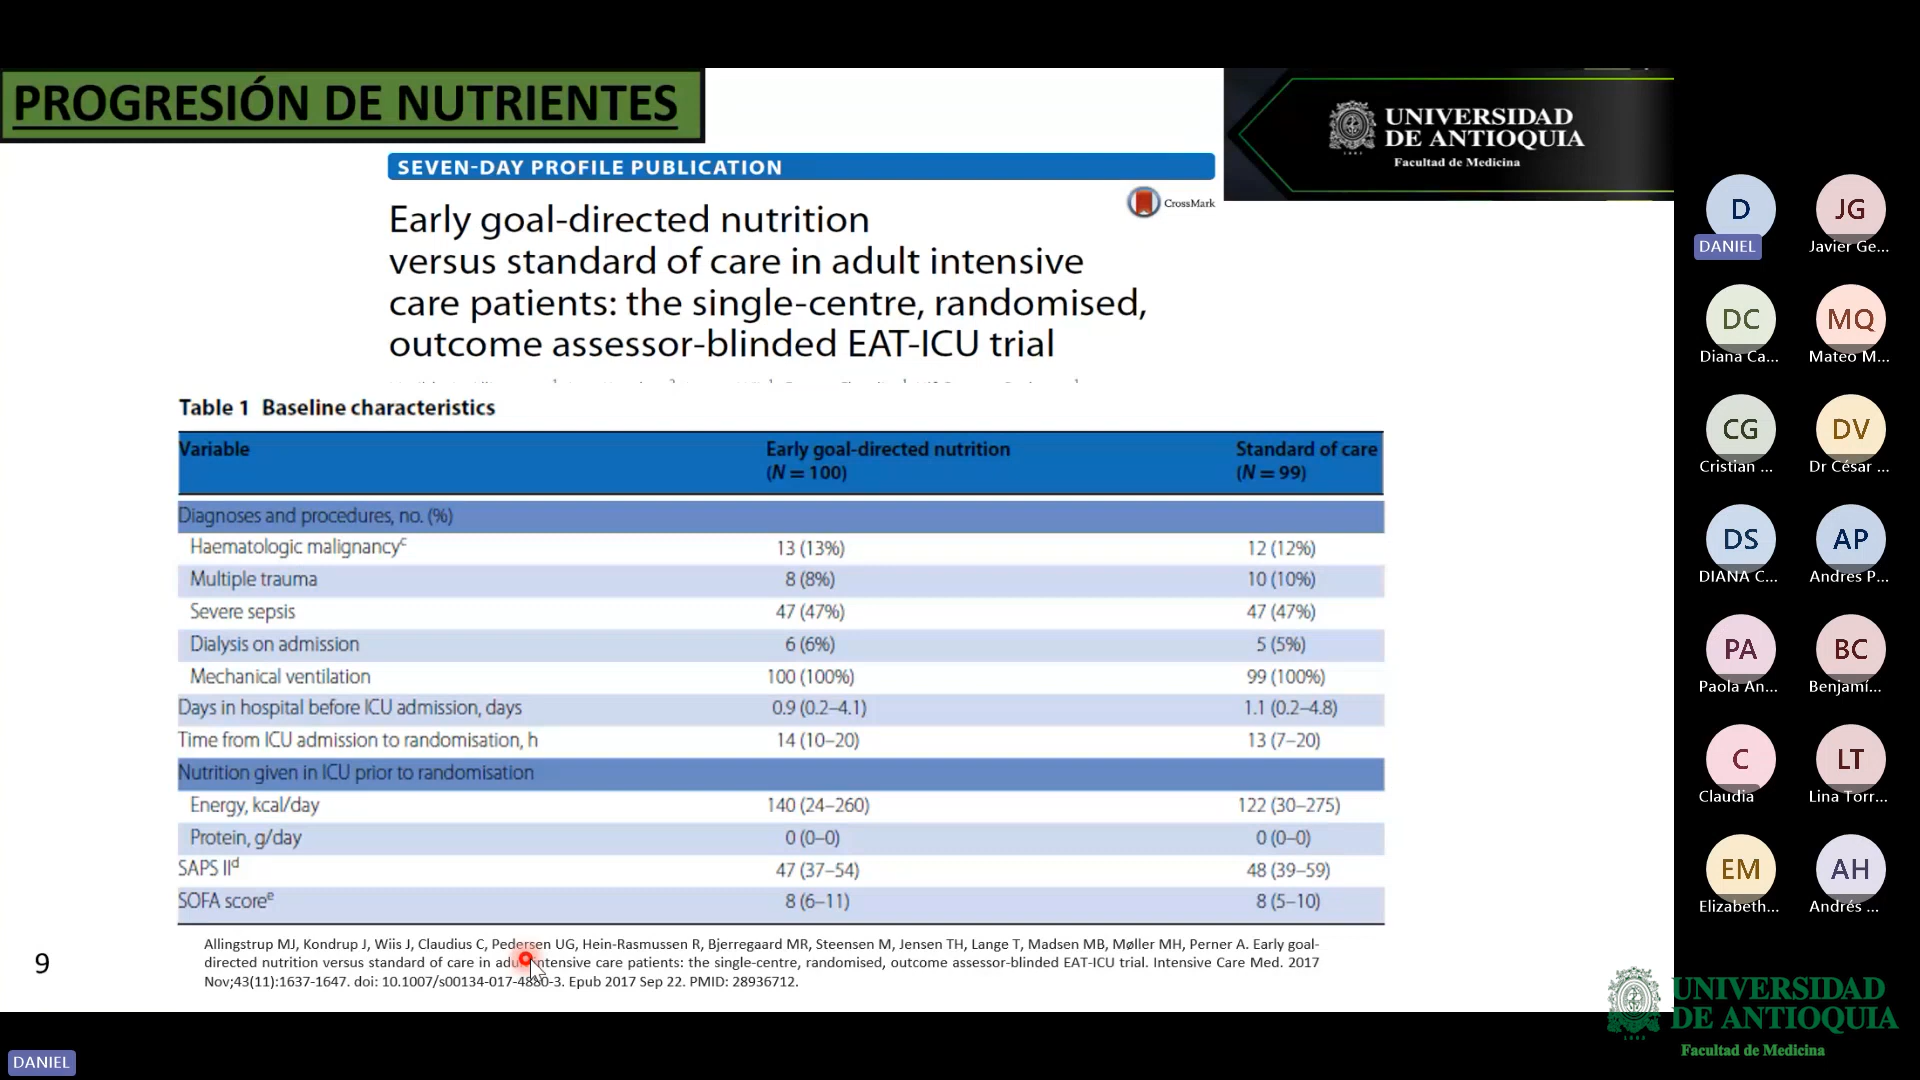 PROGRESIÓN DE NUTRIENTES
UNIVERSIDAD
DE ANTIOQUIA
1803
Facultad de Medicina
SEVEN-DAY PROFILE PUBLICATION
CrossMark
Early goal-directed nutrition
versus standard of care in adult intensive
care patients: the single-centre, randomised,
outcome assessor-blinded EAT-ICU trial
Table 1 Baseline characteristics
Variable Early goal-directed nutrition (N = 100) Standard of care (N = 99)
Diagnoses and procedures, no. (%)
Haematologic malignancyc 13 (13%) 12 (12%)
Multiple trauma 8 (8%) 10 (10%)
Severe sepsis 47 (47%) 47 (47%)
Dialysis on admission 6 (6%) 5 (5%)
Mechanical ventilation 100 (100%) 99 (100%)
Days in hospital before ICU admission, days 0.9 (0.2–4.1) 1.1 (0.2–4.8)
Time from ICU admission to randomisation, h 14 (10–20) 13 (7–20)
Nutrition given in ICU prior to randomisation
Energy, kcal/day 140 (24–260) 122 (30–275)
Protein, g/day 0 (0–0) 0 (0–0)
SAPS IId 47 (37–54) 48 (39–59)
SOFA scoree 8 (6–11) 8 (5–10)
Allingstrup MJ, Kondrup J, Wiis J, Claudius C, Pedersen UG, Hein-Rasmussen R, Bjerregaard MR, Steensen M, Jensen TH, Lange T, Madsen MB, Møller MH, Perner A. Early goal-
directed nutrition versus standard of care in adult intensive care patients: the single-centre, randomised, outcome assessor-blinded EAT-ICU trial. Intensive Care Med. 2017
Nov;43(11):1637-1647. doi: 10.1007/s00134-017-4880-3. Epub 2017 Sep 22. PMID: 28936712.
9
D
DANIEL
JG
Javier Ge...
DC
Diana Ca...
MQ
Mateo M...
CG
Cristian ...
DV
Dr César ...
DS
DIANA C...
AP
Andres P...
PA
Paola An...
BC
Benjamí...
C
Claudia
LT
Lina Torr...
EM
Elizabeth...
AH
Andrés ...
UNIVERSIDAD
DE ANTIOQUIA
1803
Facultad de Medicina
DANIEL